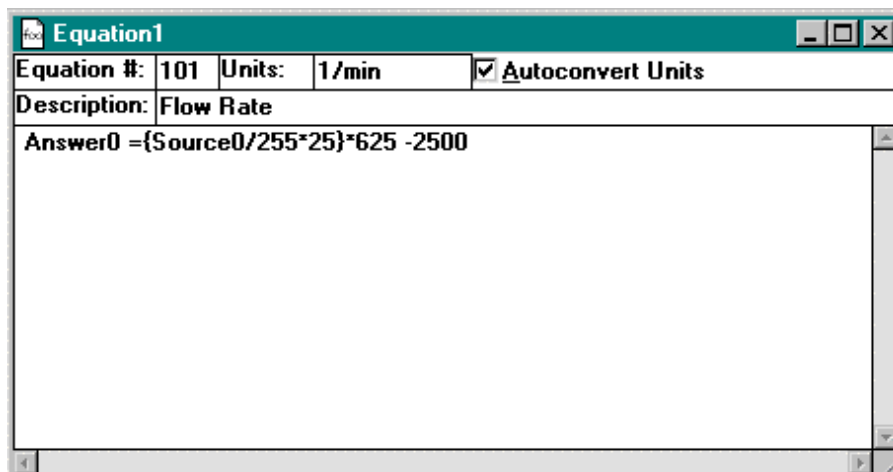 Equation1
Equation #: 101 Units: 1/min Autoconvert Units
Description: Flow Rate
Answer0 ={Source0/255*25}*625 -2500